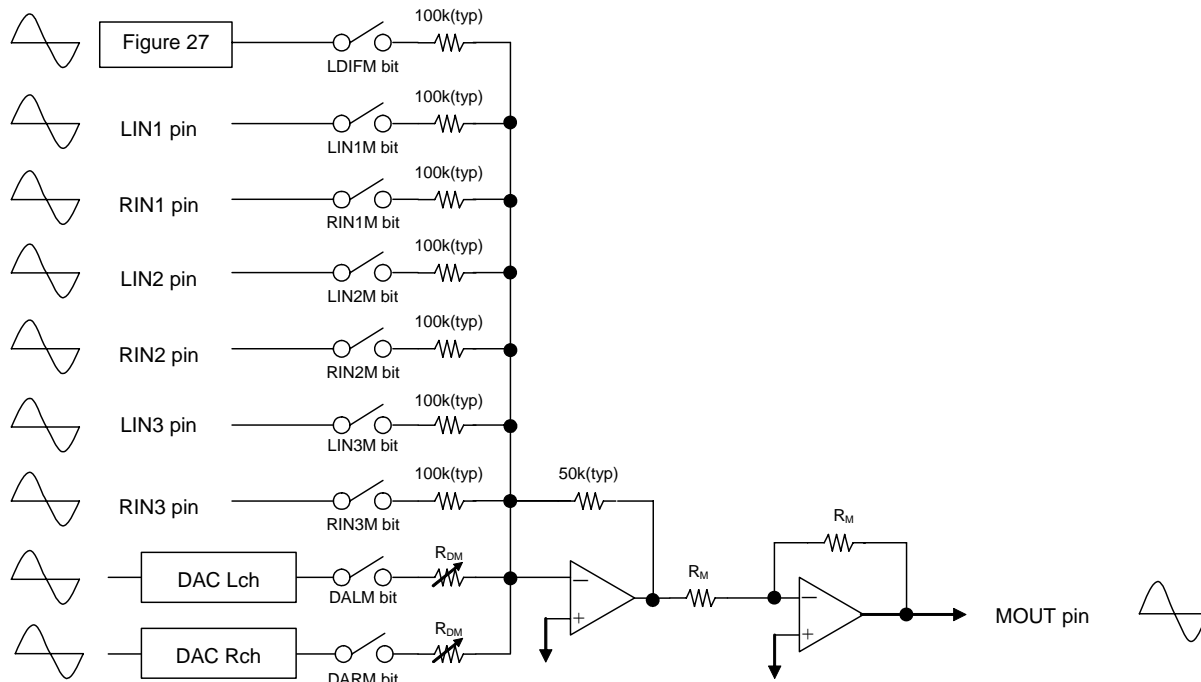 100k(typ)
Figure 27
LDIFM bit
100k(typ)
LIN1 pin
LIN1M bit
100k(typ)
RIN1 pin
RIN1M bit
100k(typ)
LIN2 pin
LIN2M bit
100k(typ)
RIN2 pin
RIN2M bit
100k(typ)
LIN3 pin
LIN3M bit
100k(typ)
50k(typ)
RIN3 pin
RIN3M bit
RM
RDM
DAC Lch
DALM bit
−
RM
−
MOUT pin
+
+
RDM
DAC Rch
DARM bit